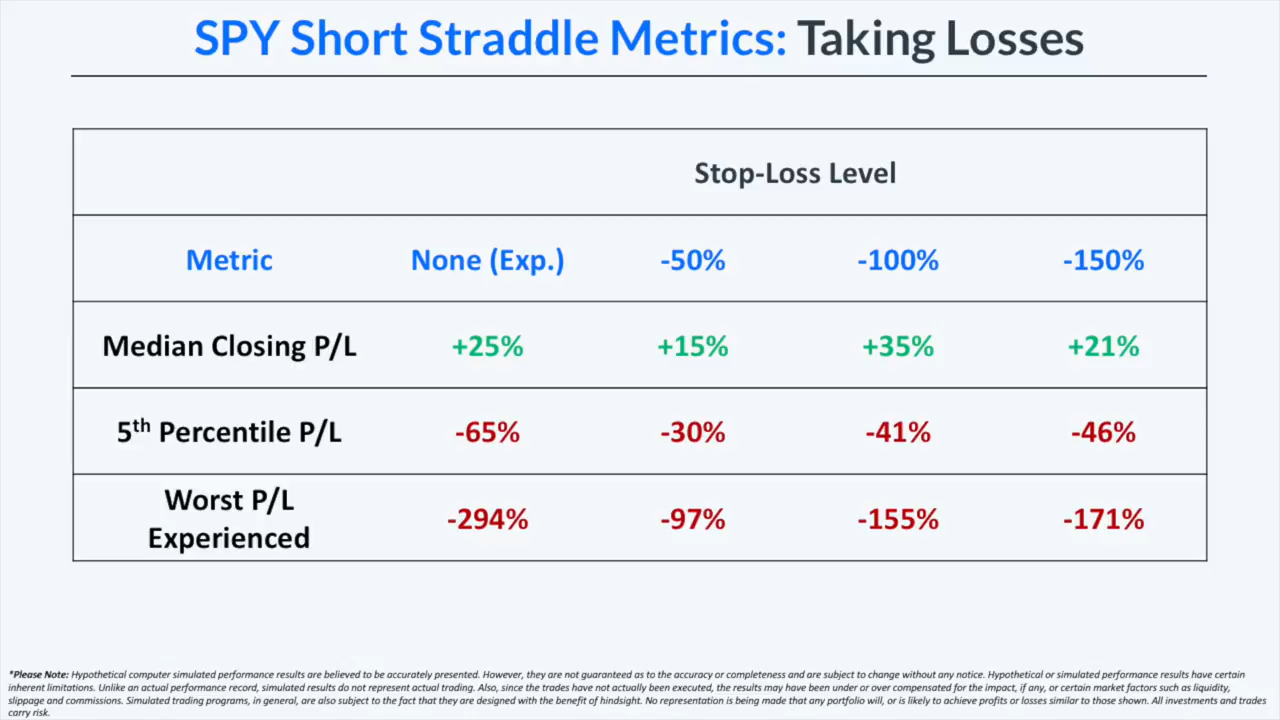 SPY Short Straddle Metrics: Taking Losses
Stop-Loss Level
Metric None (Exp.) -50% -100% -150%
Median Closing P/L +25% +15% +35% +21%
5th Percentile P/L -65% -30% -41% -46%
Worst P/L
Experienced -294% -97% -155% -171%
*Please Note: Hypothetical computer simulated performance results are believed to be accurately presented. However, they are not guaranteed as to the accuracy or completeness and are subject to change without any notice. Hypothetical or simulated performance results have certain
inherent limitations. Unlike an actual performance record, simulated results do not represent actual trading. Also, since the trades have not actually been executed, the results may have been under or over compensated for the impact, if any, or certain market factors such as liquidity,
slippage and commissions. Simulated trading programs, in general, are also subject to the fact that they are designed with the benefit of hindsight. No representation is being made that any portfolio will, or is likely to achieve profits or losses similar to those shown. All investments and trades
carry risk.